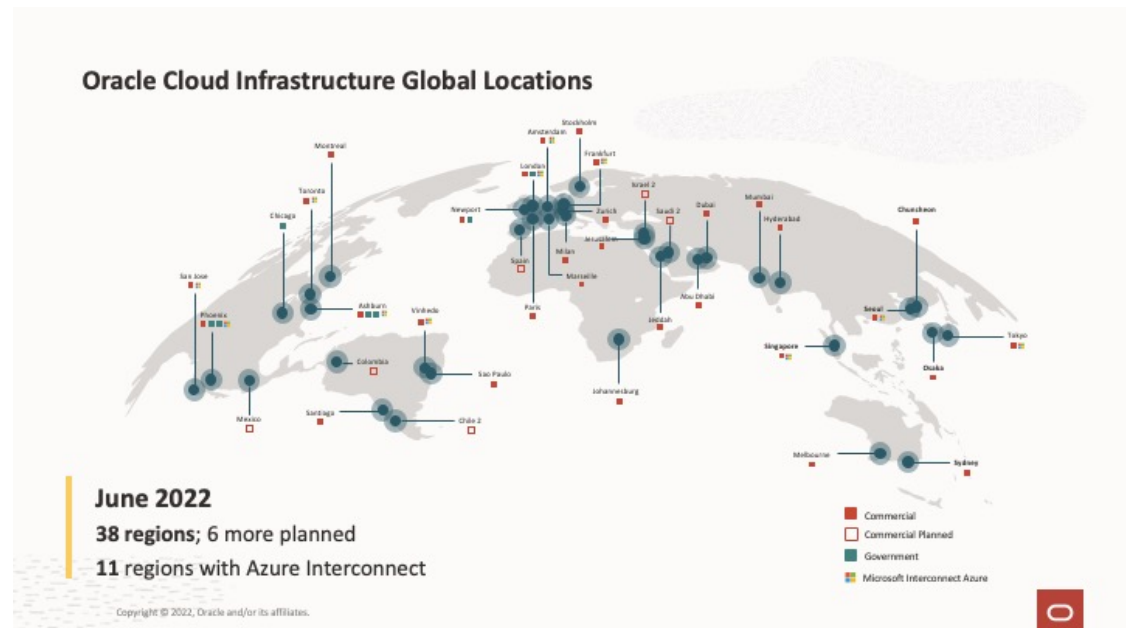 Oracle Cloud Infrastructure Global Locations
Stockholm
Amsterdam
Montreal
Frankfurt
London
Israel 2
Toronto
Mumbai
Saudi 2
Dubai
Newport
Zurich
Chuncheon
Chicago
Hyderabad
Jerusalem
Milan
Spain
San Jose
Marseille
Abu Dhabi
Ashburn
Paris
Vinhedo
Seoul
Phoenix
Jeddah
Tokyo
Singapore
Colombia
Osaka
Sao Paulo
Johannesburg
Santiago
Mexico
Chile 2
Melbourne
Sydney
June 2022
38 regions; 6 more planned
11 regions with Azure Interconnect
Commercial
Commercial Planned
Government
Microsoft Interconnect Azure
Copyright © 2022, Oracle and/or its affiliates.